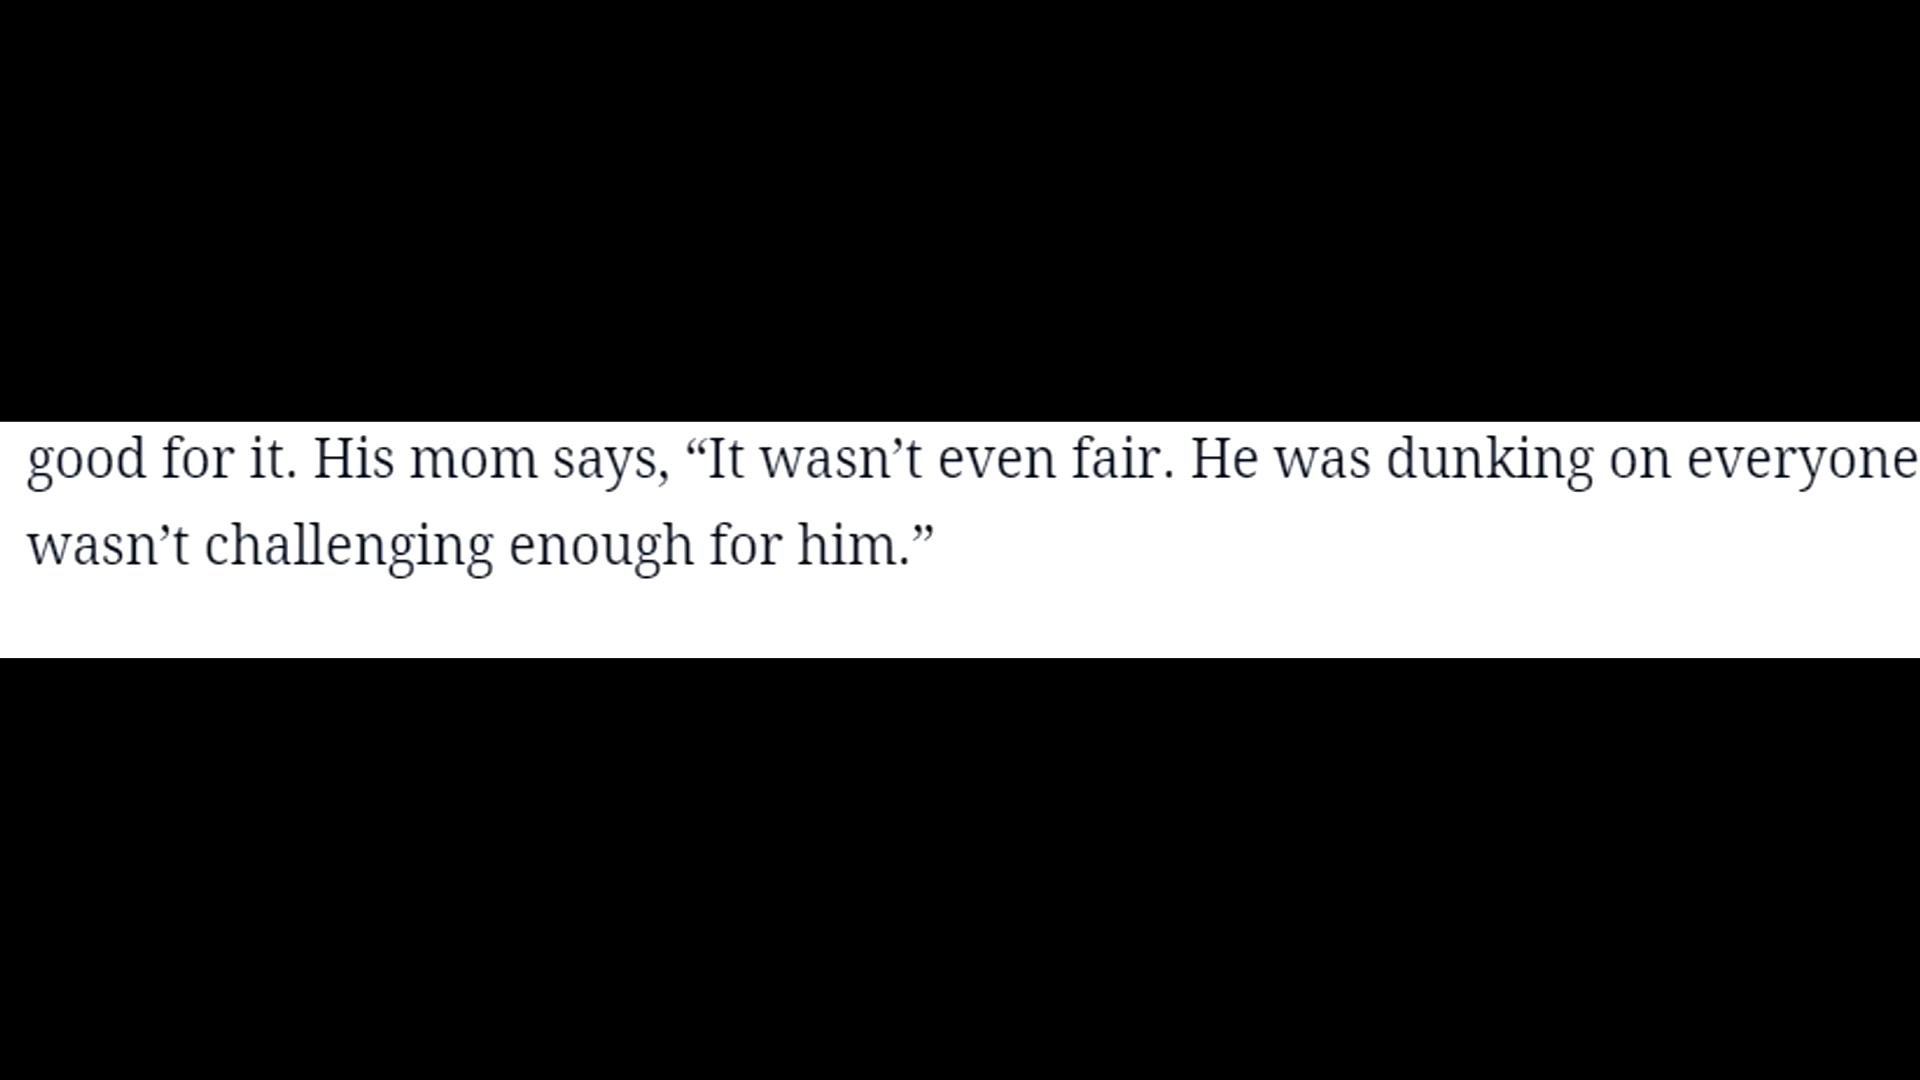 good for it. His mom says, “It wasn’t even fair. He was dunking on everyone
wasn’t challenging enough for him.”